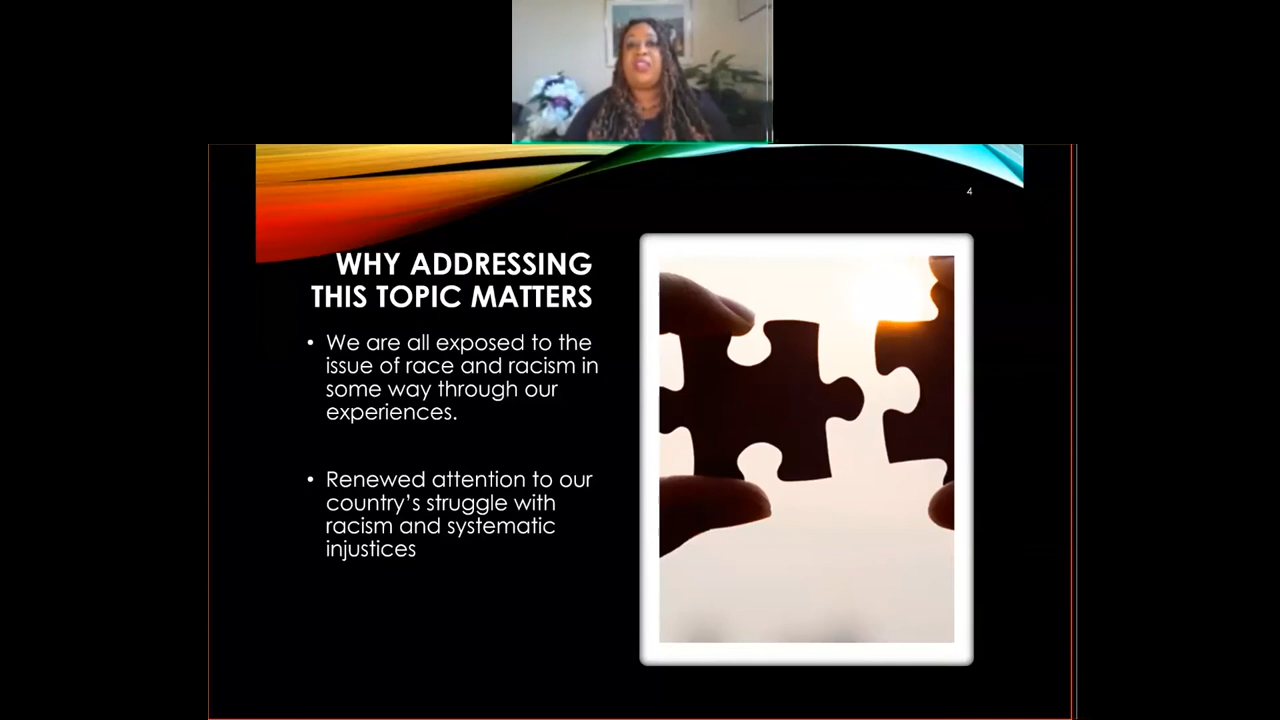 4
WHY ADDRESSING
THIS TOPIC MATTERS
• We are all exposed to the
issue of race and racism in
some way through our
experiences.
• Renewed attention to our
country's struggle with
racism and systematic
injustices